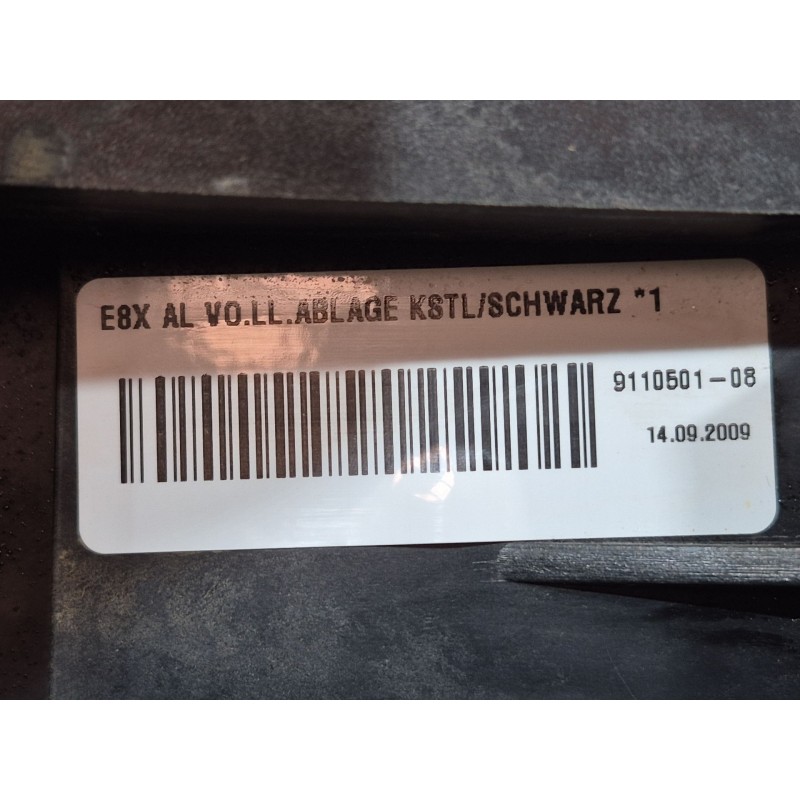 E8X AL VO.LL.ABLAGE KSTL/SCHWARZ *1
9110501-08
14.09.2009